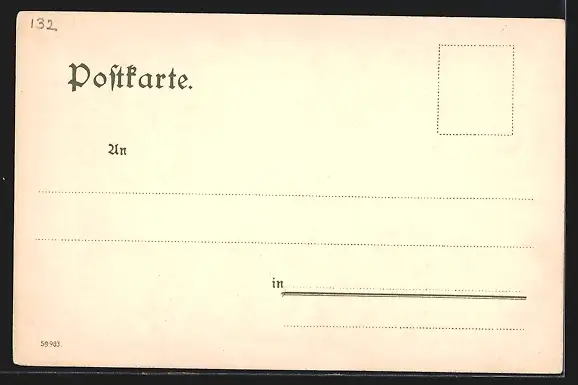 132
Postkarte.
An
in
59903